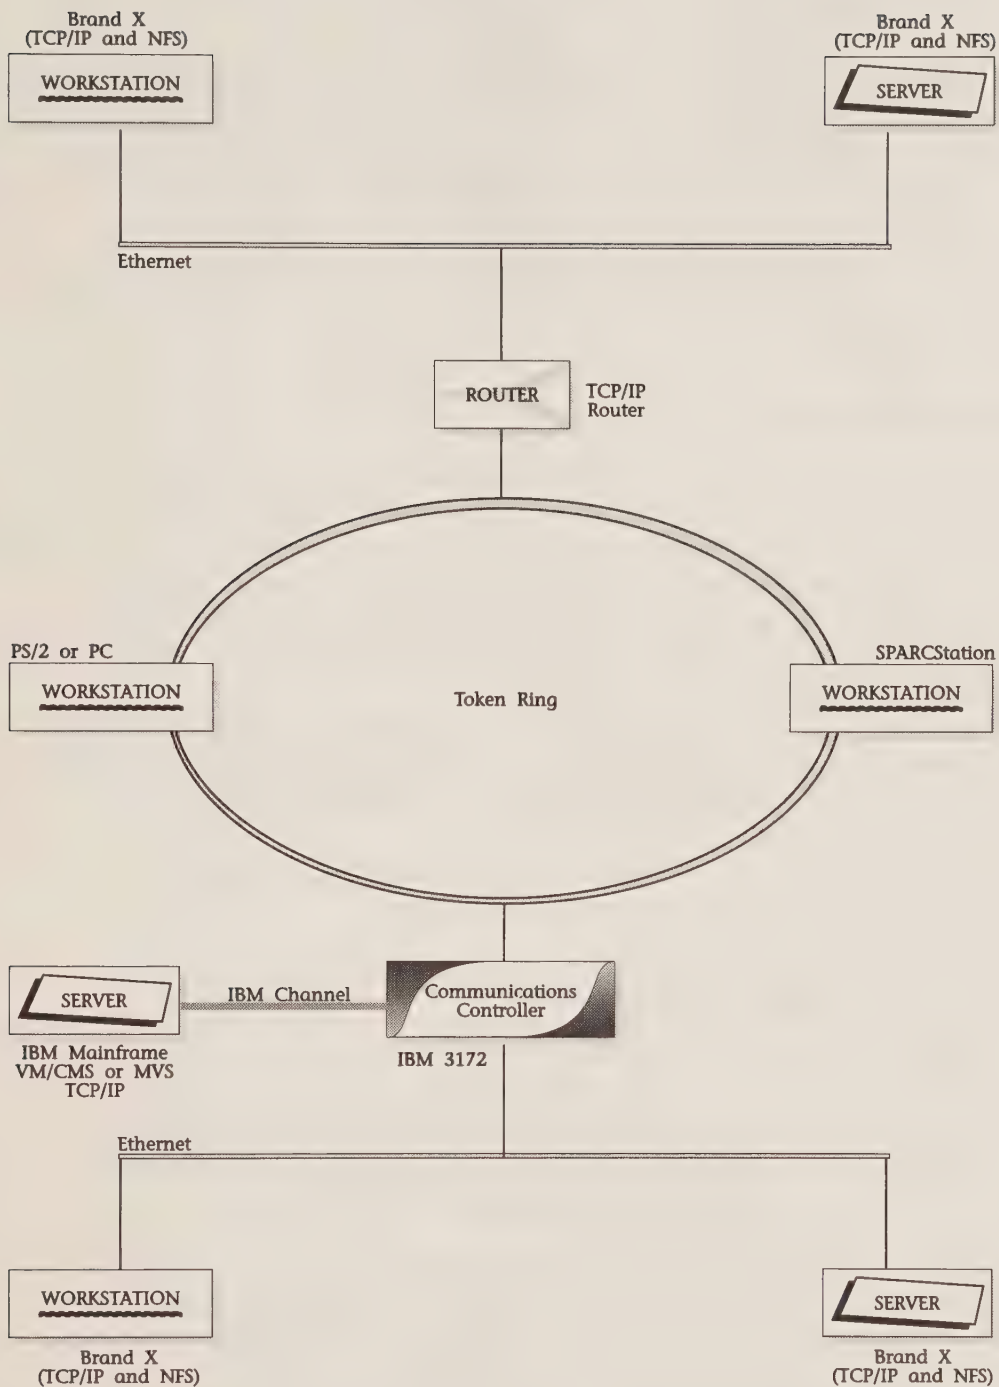 Brand X
(TCP/IP and NFS)
WORKSTATION
Brand X
(TCP/IP and NFS)
SERVER
Ethernet
ROUTER
TCP/IP
Router
PS/2 or PC
WORKSTATION
Token Ring
SPARCStation
WORKSTATION
SERVER
IBM Mainframe
VM/CMS or MVS
TCP/IP
IBM Channel
Communications
Controller
IBM 3172
Ethernet
WORKSTATION
Brand X
(TCP/IP and NFS)
SERVER
Brand X
(TCP/IP and NFS)